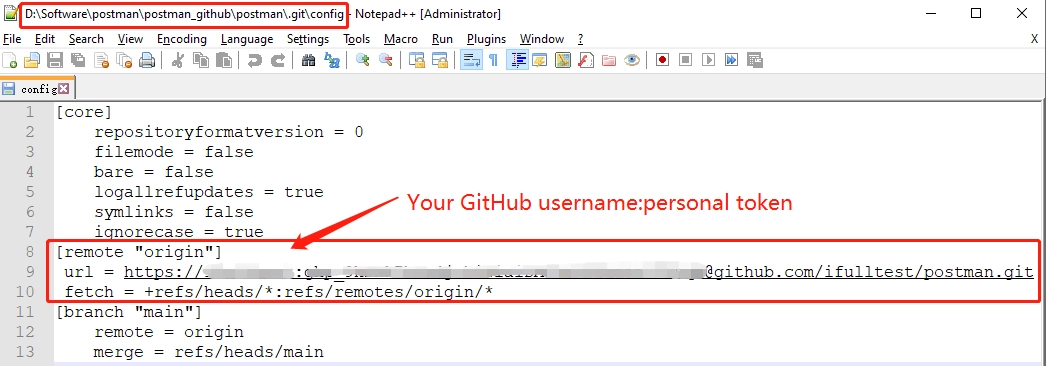 D:\Software\postman\postman_github\postman\.git\config - Notepad++ [Administrator]
File Edit Search View Encoding Language Settings Tools Macro Run Plugins Window ? X
config
1 [core]
2 repositoryformatversion = 0
3 filemode = false
4 bare = false
5 logallrefupdates = true
6 symlinks = false
7 ignorecase = true
Your GitHub username:personal token
8 [remote "origin"]
9 url = https:// @github.com/ifulltest/postman.git
10 fetch = +refs/heads/*:refs/remotes/origin/*
11 [branch "main"]
12 remote = origin
13 merge = refs/heads/main